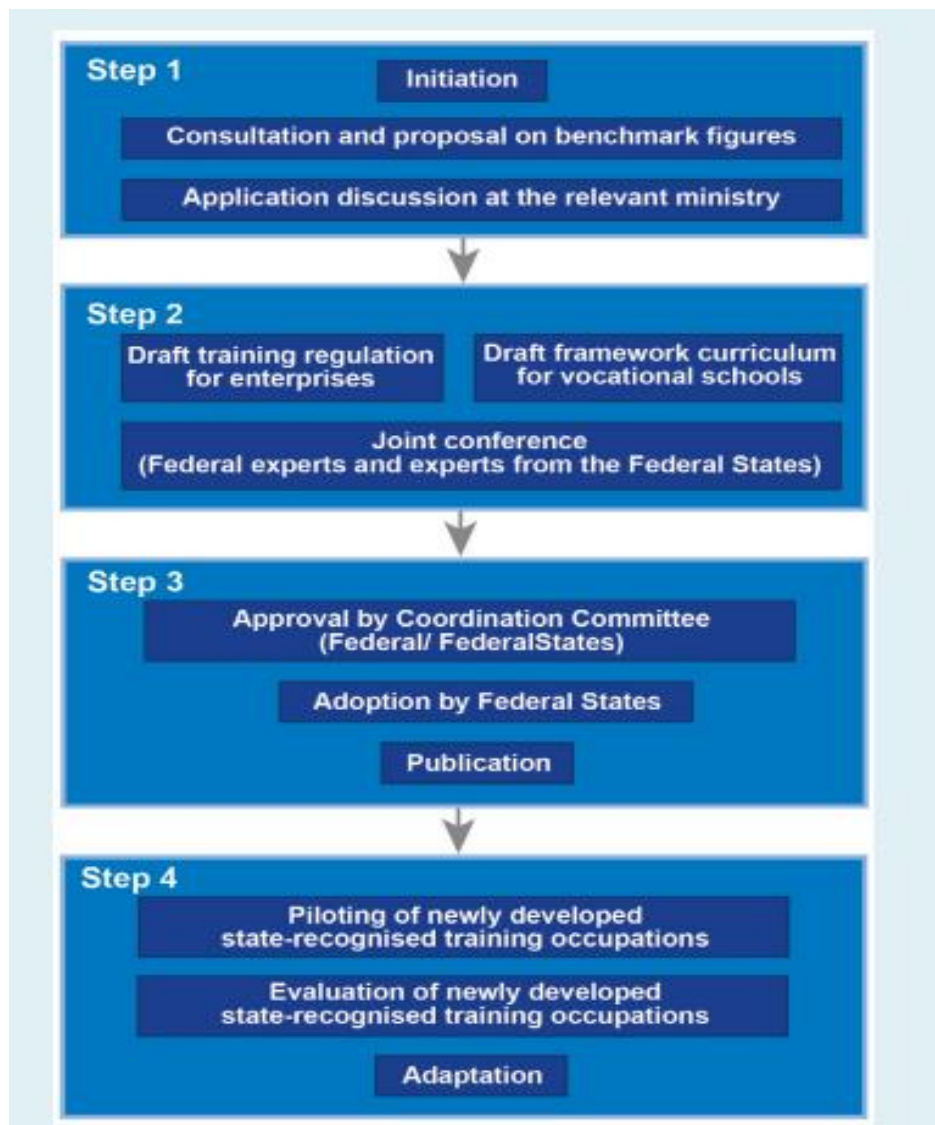 Step 1
Initiation
Consultation and proposal on benchmark figures
Application discussion at the relevant ministry
Step 2
Draft training regulation
for enterprises
Draft framework curriculum
for vocational schools
Joint conference
(Federal experts and experts from the Federal States)
Step 3
Approval by Coordination Committee
(Federal/ FederalStates)
Adoption by Federal States
Publication
Step 4
Piloting of newly developed
state-recognised training occupations
Evaluation of newly developed
state-recognised training occupations
Adaptation